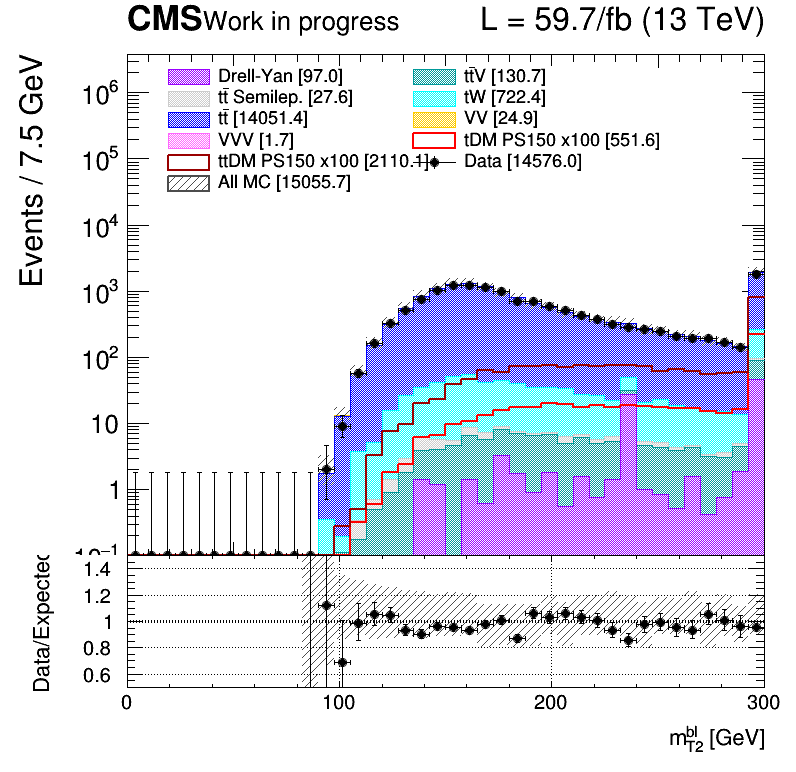 CMS Work in progress L = 59.7/fb (13 TeV)
Events / 7.5 GeV
Drell-Yan [97.0]
tt̄V [130.7]
tt̄ Semilep. [27.6]
tW [722.4]
tt̄ [14051.4]
VV [24.9]
VVV [1.7]
tDM PS150 x100 [551.6]
ttDM PS150 x100 [2110.1]
Data [14576.0]
All MC [15055.7]
10⁶
10⁵
10⁴
10³
10²
10
1
10⁻¹
Data/Expected
1.4
1.2
1
0.8
0.6
0 100 200 300
m_{T2}^{bl} [GeV]